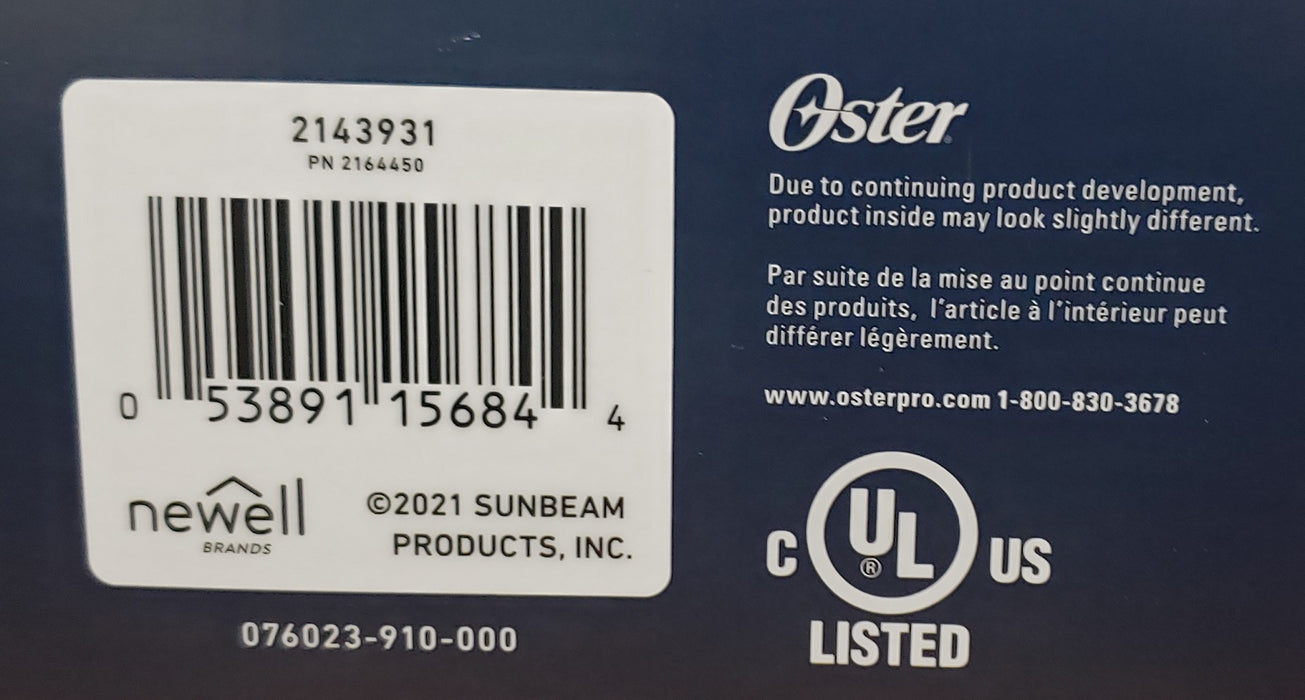 2143931
PN 2164450
0 53891 15684 4
newell
BRANDS
©2021 SUNBEAM
PRODUCTS, INC.
076023-910-000
Oster
Due to continuing product development,
product inside may look slightly different.
Par suite de la mise au point continue
des produits, l'article à l'intérieur peut
différer légèrement.
www.osterpro.com 1-800-830-3678
C UL® US
LISTED